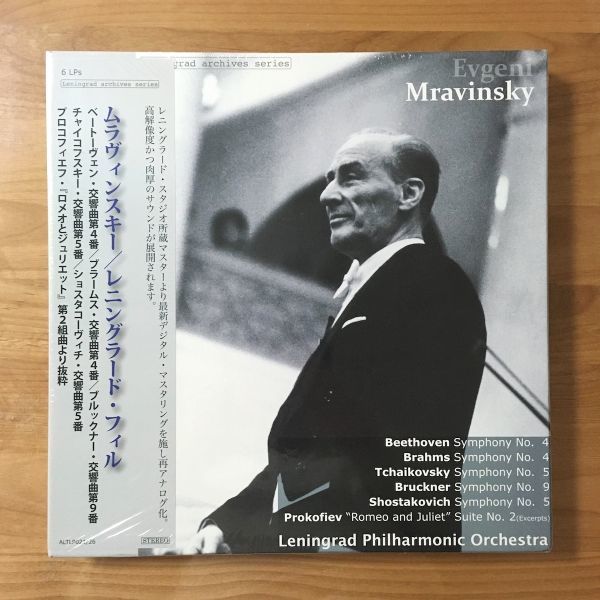 6 LPs
Leningrad archives series
ムラヴィンスキー/レニングラード・フィル
ベートーヴェン・交響曲第4番/ブラームス・交響曲第4番/ブルックナー・交響曲第9番
チャイコフスキー・交響曲第5番/ショスタコーヴィチ・交響曲第5番
プロコフィエフ・『ロメオとジュリエット』第2組曲より抜粋
レニングラード・スタジオ所蔵マスターより最新デジタル・マスタリングを施し再アナログ化。
高解像度かつ肉厚のサウンドが展開されます。
STEREO
grad archives series
Evgeni
Mravinsky
Beethoven Symphony No. 4
Brahms Symphony No. 4
Tchaikovsky Symphony No. 5
Bruckner Symphony No. 9
Shostakovich Symphony No. 5
Prokofiev "Romeo and Juliet" Suite No. 2 (Excerpts)
Leningrad Philharmonic Orchestra